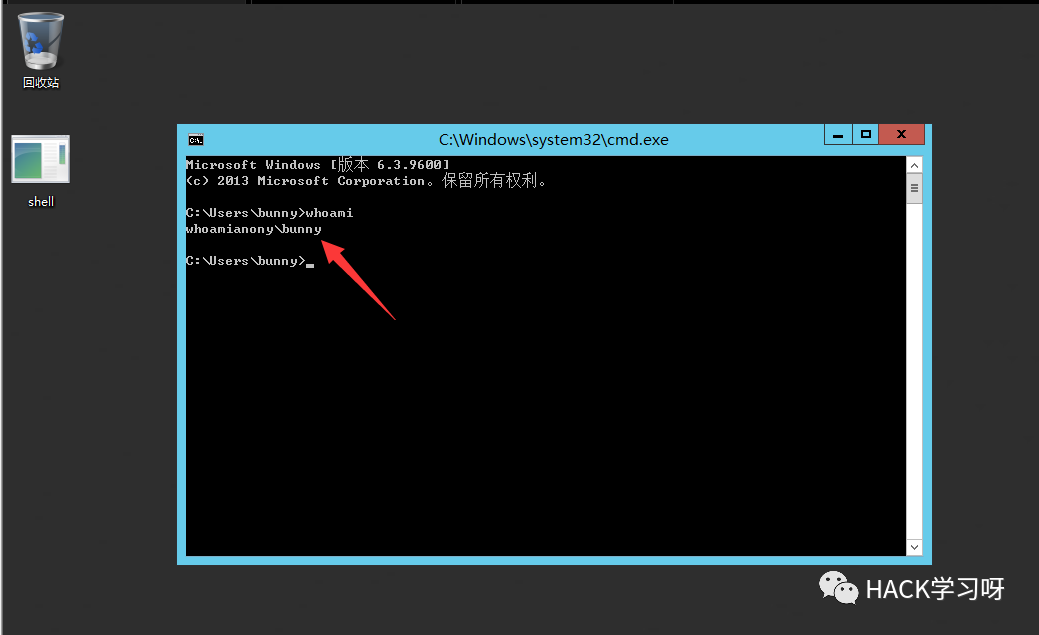 回收站
shell
C:\Windows\system32\cmd.exe
Microsoft Windows [版本 6.3.9600]
(c) 2013 Microsoft Corporation。保留所有权利。
C:\Users\bunny>whoami
whoamianony\bunny
C:\Users\bunny>
HACK学习呀